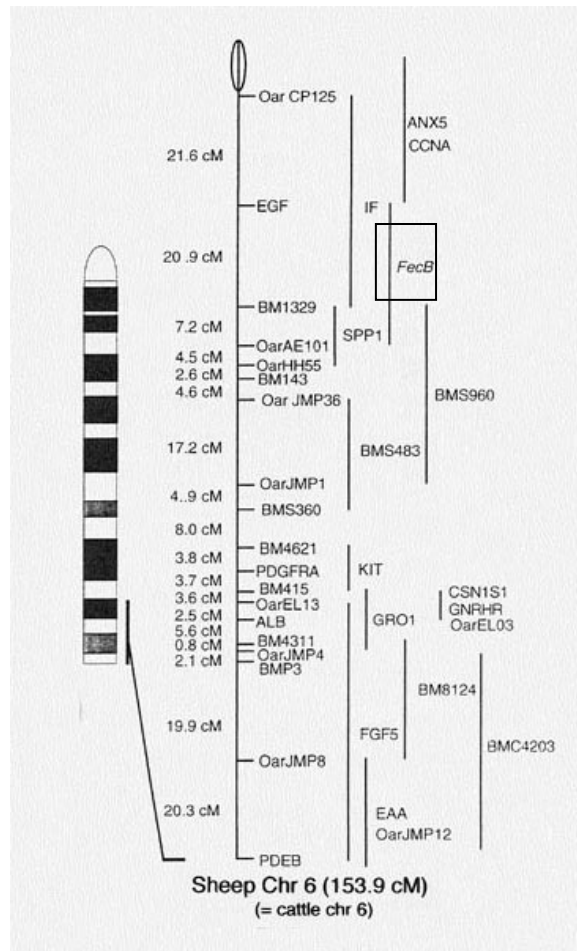 Oar CP125
ANX5
CCNA
21.6 cM
EGF
IF
20.9 cM
FecB
BM1329
7.2 cM
SPP1
OarAE101
4.5 cM
OarHH55
2.6 cM
BM143
4.6 cM
BMS960
Oar JMP36
17.2 cM
BMS483
OarJMP1
4..9 cM
BMS360
8.0 cM
BM4621
3.8 cM
PDGFRA
KIT
3.7 cM
BM415
CSN1S1
3.6 cM
OarEL13
GNRHR
2.5 cM
ALB
GRO1
OarEL03
5.6 cM
BM4311
0.8 cM
OarJMP4
2.1 cM
BMP3
BM8124
19.9 cM
FGF5
BMC4203
OarJMP8
20.3 cM
EAA
OarJMP12
PDEB
Sheep Chr 6 (153.9 cM)
(= cattle chr 6)